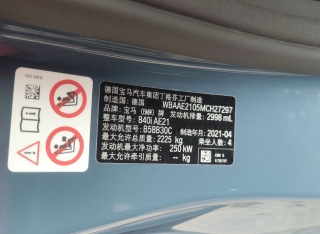 德国宝马汽车集团丁格芬工厂制造
制造国: 德国 WBAAE2105MCH27297
品牌: 宝马 (BMW) 发动机排量: 2998 mL
整车型号: 840i AE21
发动机型号: B58B30C 制造年月: 2021-04
最大允许总质量: 2225 kg 乘坐人数: 4
发动机最大净功率: 250 kW
最大允许牵引质量: -- kg